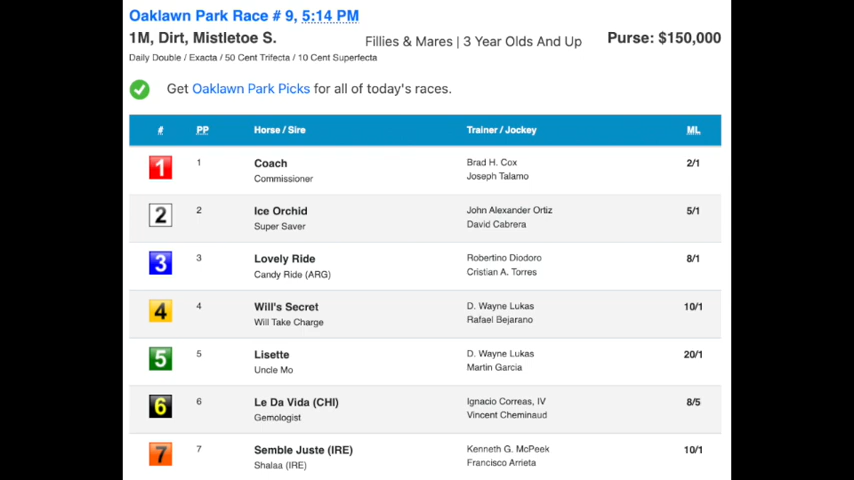 Oaklawn Park Race # 9, 5:14 PM
1M, Dirt, Mistletoe S. Fillies & Mares | 3 Year Olds And Up Purse: $150,000
Daily Double / Exacta / 50 Cent Trifecta / 10 Cent Superfecta
Get Oaklawn Park Picks for all of today's races.
# PP Horse / Sire Trainer / Jockey ML
1 1 Coach Brad H. Cox 2/1
Commissioner Joseph Talamo
2 2 Ice Orchid John Alexander Ortiz 5/1
Super Saver David Cabrera
3 3 Lovely Ride Robertino Diodoro 8/1
Candy Ride (ARG) Cristian A. Torres
4 4 Will's Secret D. Wayne Lukas 10/1
Will Take Charge Rafael Bejarano
5 5 Lisette D. Wayne Lukas 20/1
Uncle Mo Martin Garcia
6 6 Le Da Vida (CHI) Ignacio Correas, IV 8/5
Gemologist Vincent Cheminaud
7 7 Semble Juste (IRE) Kenneth G. McPeek 10/1
Shalaa (IRE) Francisco Arrieta